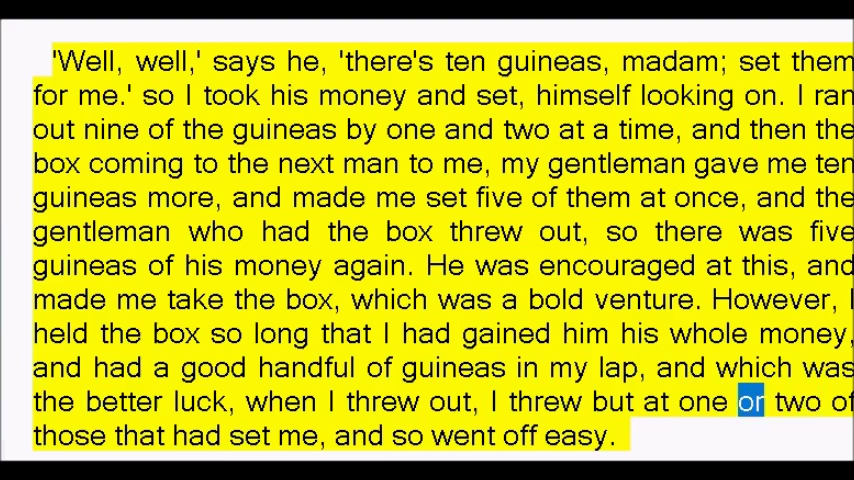 'Well, well,' says he, 'there's ten guineas, madam; set them
for me.' so I took his money and set, himself looking on. I ran
out nine of the guineas by one and two at a time, and then the
box coming to the next man to me, my gentleman gave me ten
guineas more, and made me set five of them at once, and the
gentleman who had the box threw out, so there was five
guineas of his money again. He was encouraged at this, and
made me take the box, which was a bold venture. However, I
held the box so long that I had gained him his whole money,
and had a good handful of guineas in my lap, and which was
the better luck, when I threw out, I threw but at one or two of
those that had set me, and so went off easy.